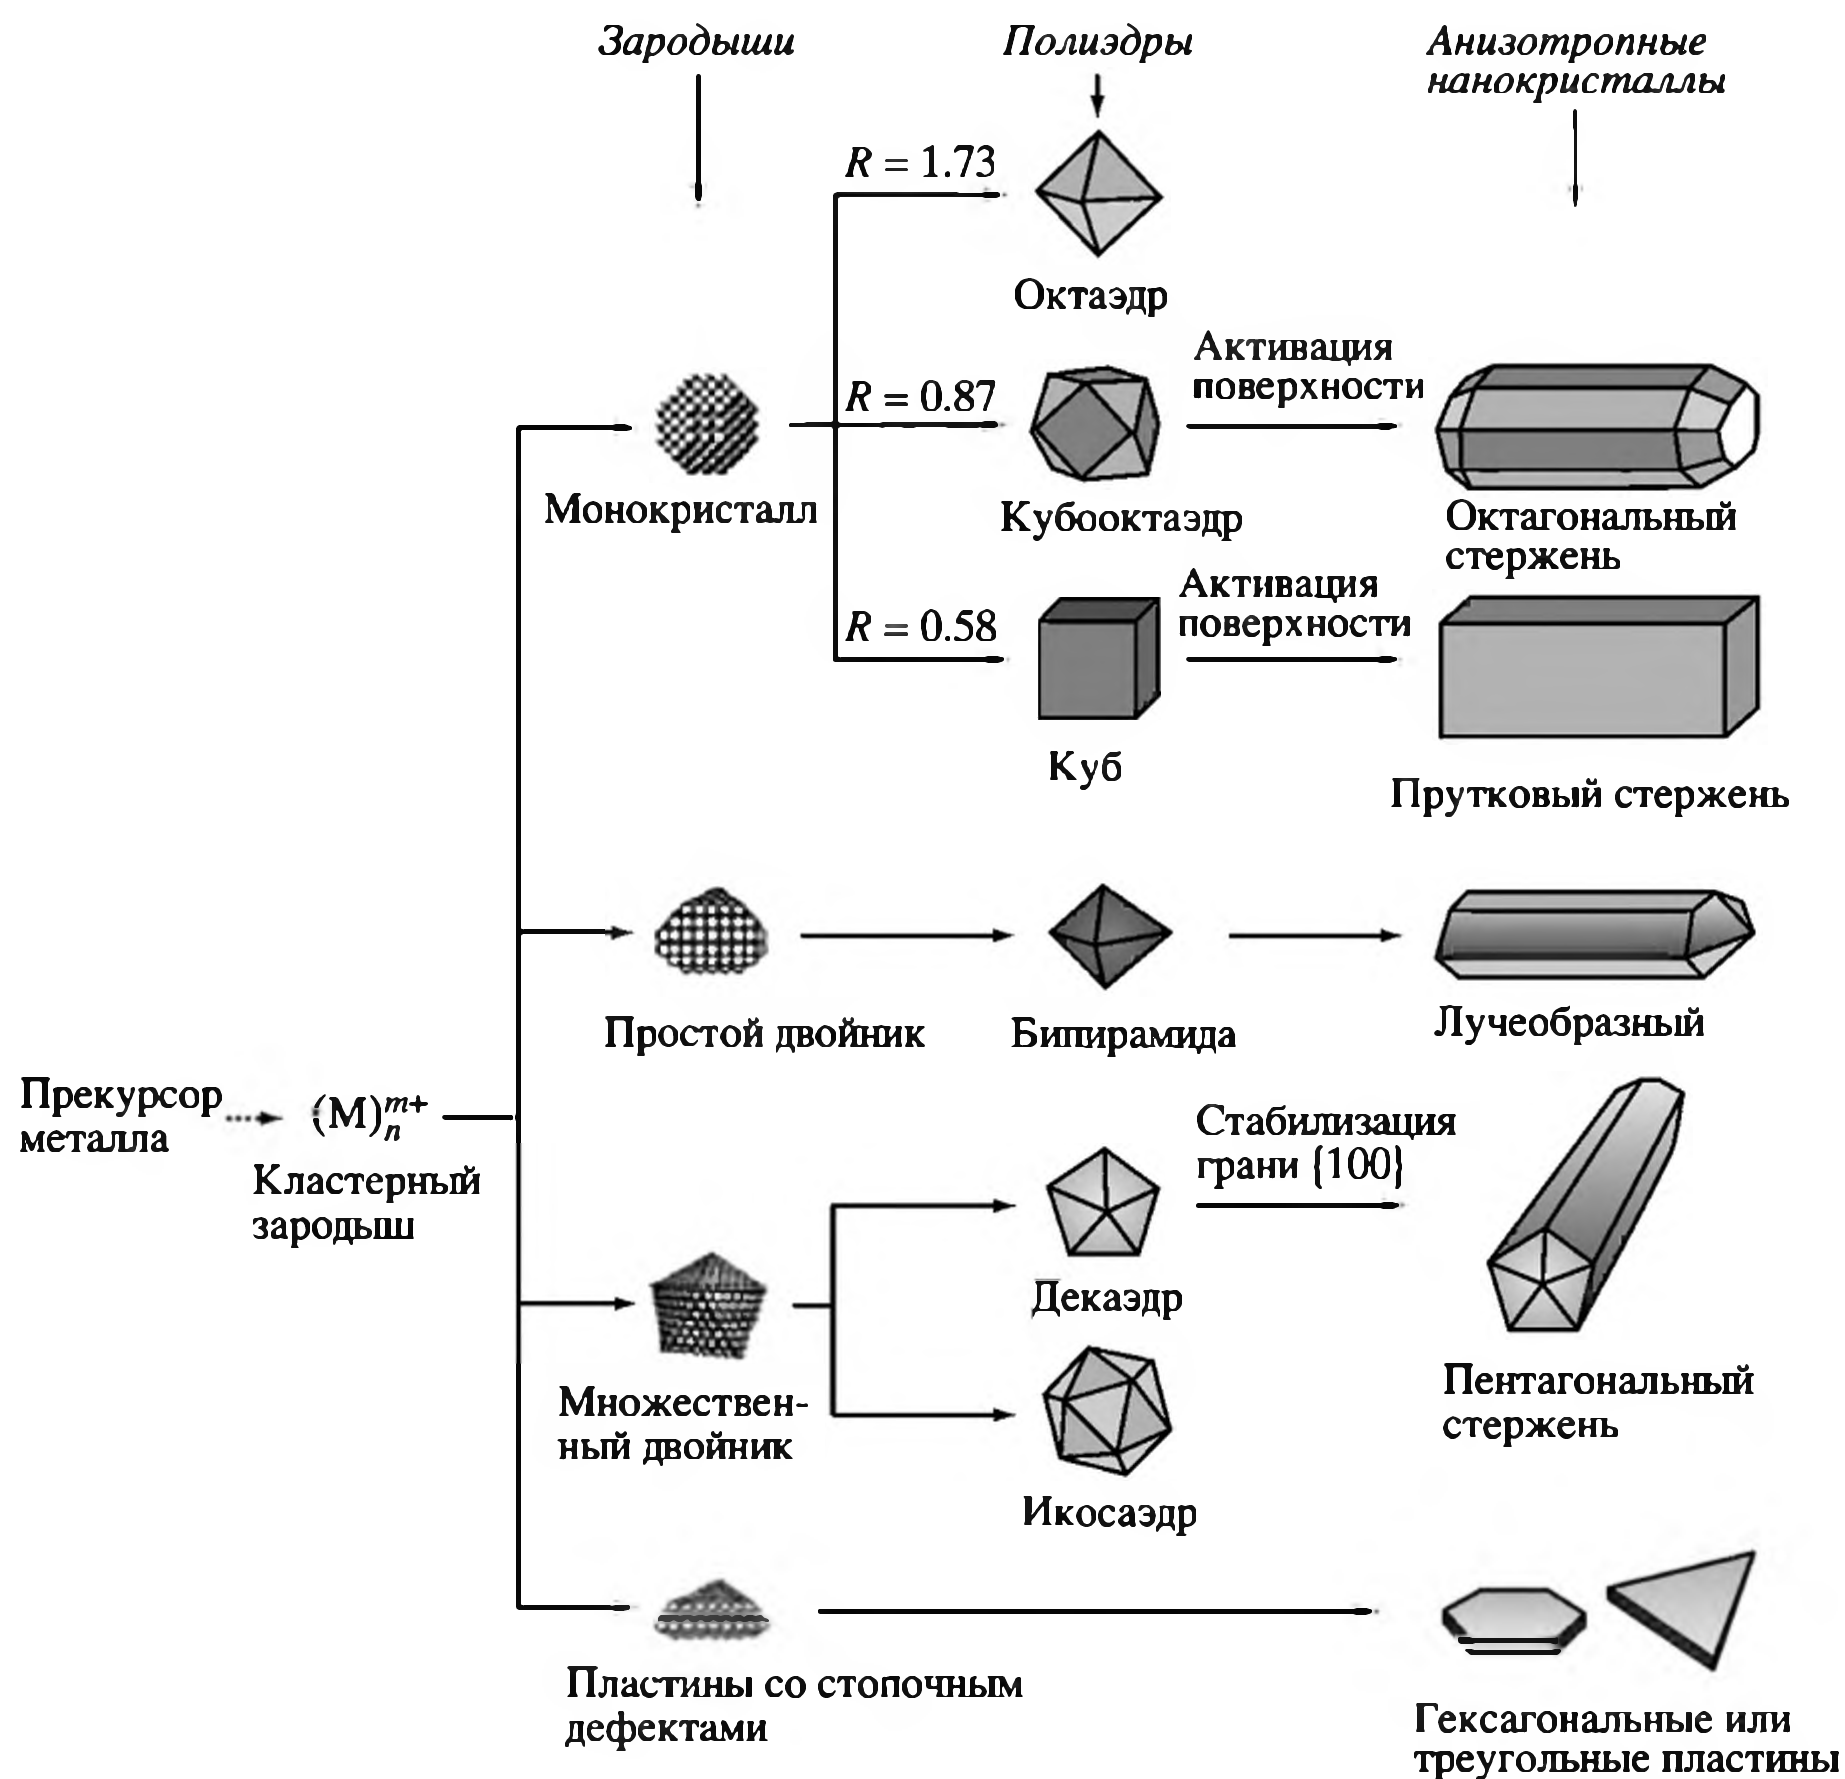 Зародыши
Полиэдры
Анизотропные
нанокристаллы
R = 1.73
Октаэдр
Активация
поверхности
R = 0.87
Монокристалл
Кубооктаэдр
Октагональный
стержень
Активация
поверхности
R = 0.58
Куб
Прутковый стержень
Простой двойник
Бипирамида
Лучеобразный
Прекурсор
металла
(M)ₙᵐ⁺
Кластерный
зародыш
Стабилизация
грани {100}
Декаэдр
Множествен-
ный двойник
Пентагональный
стержень
Икосаэдр
Пластины со стопочным
дефектами
Гексагональные или
треугольные пластины